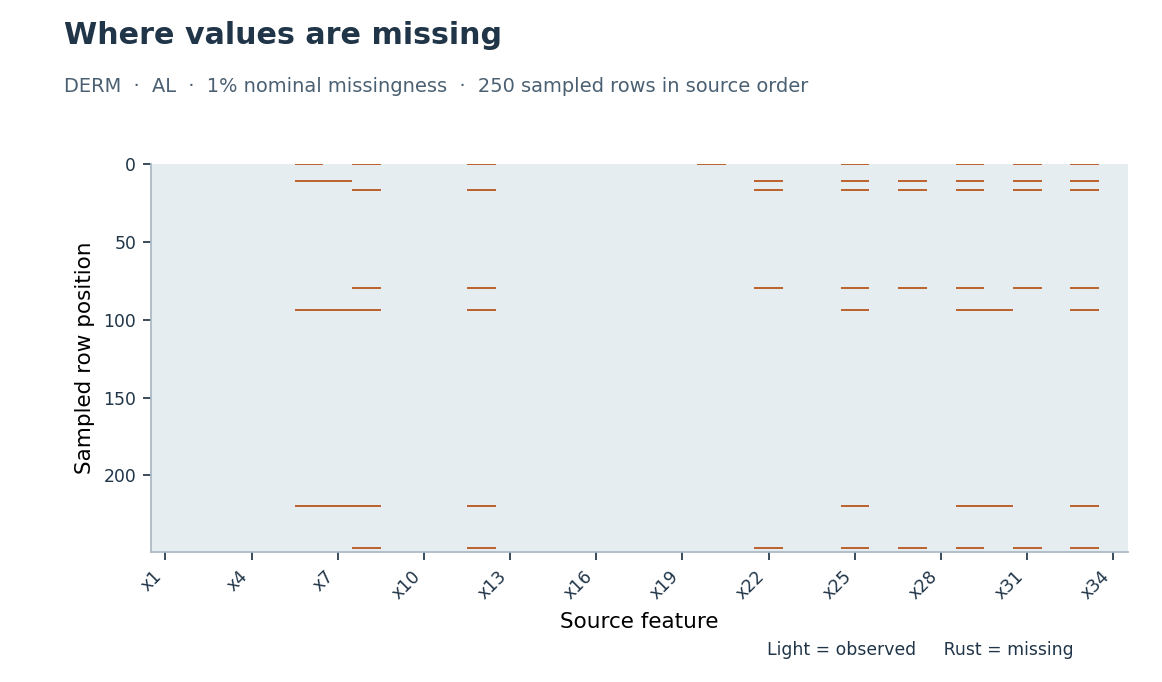 Where values are missing
DERM · AL · 1% nominal missingness · 250 sampled rows in source order
0
50
100
150
200
Sampled row position
x1 x4 x7 x10 x13 x16 x19 x22 x25 x28 x31 x34
Source feature
Light = observed Rust = missing